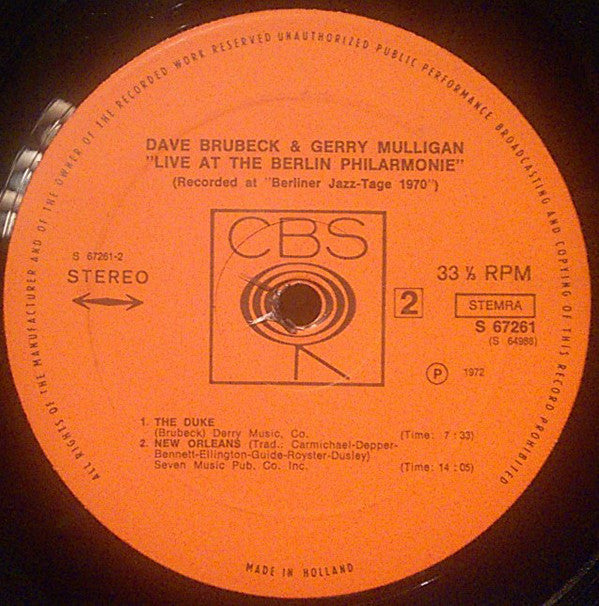 ALL RIGHTS OF THE MANUFACTURER AND OF THE OWNER OF THE RECORDED WORK RESERVED UNAUTHORIZED PUBLIC PERFORMANCE BROADCASTING AND COPYING OF THIS RECORD PROHIBITED
DAVE BRUBECK & GERRY MULLIGAN
"LIVE AT THE BERLIN PHILARMONIE"
(Recorded at "Berliner Jazz-Tage 1970")
CBS
S 67261-2
STEREO
33 ⅓ RPM
2
STEMRA
S 67261
(S 64988)
Ⓟ 1972
1. THE DUKE
(Brubeck) Derry Music, Co. (Time: 7:33)
2. NEW ORLEANS (Trad.: Carmichael-Depper-
Bennett-Ellington-Guide-Royster-Dusley)
Seven Music Pub. Co. Inc. (Time: 14:05)
MADE IN HOLLAND